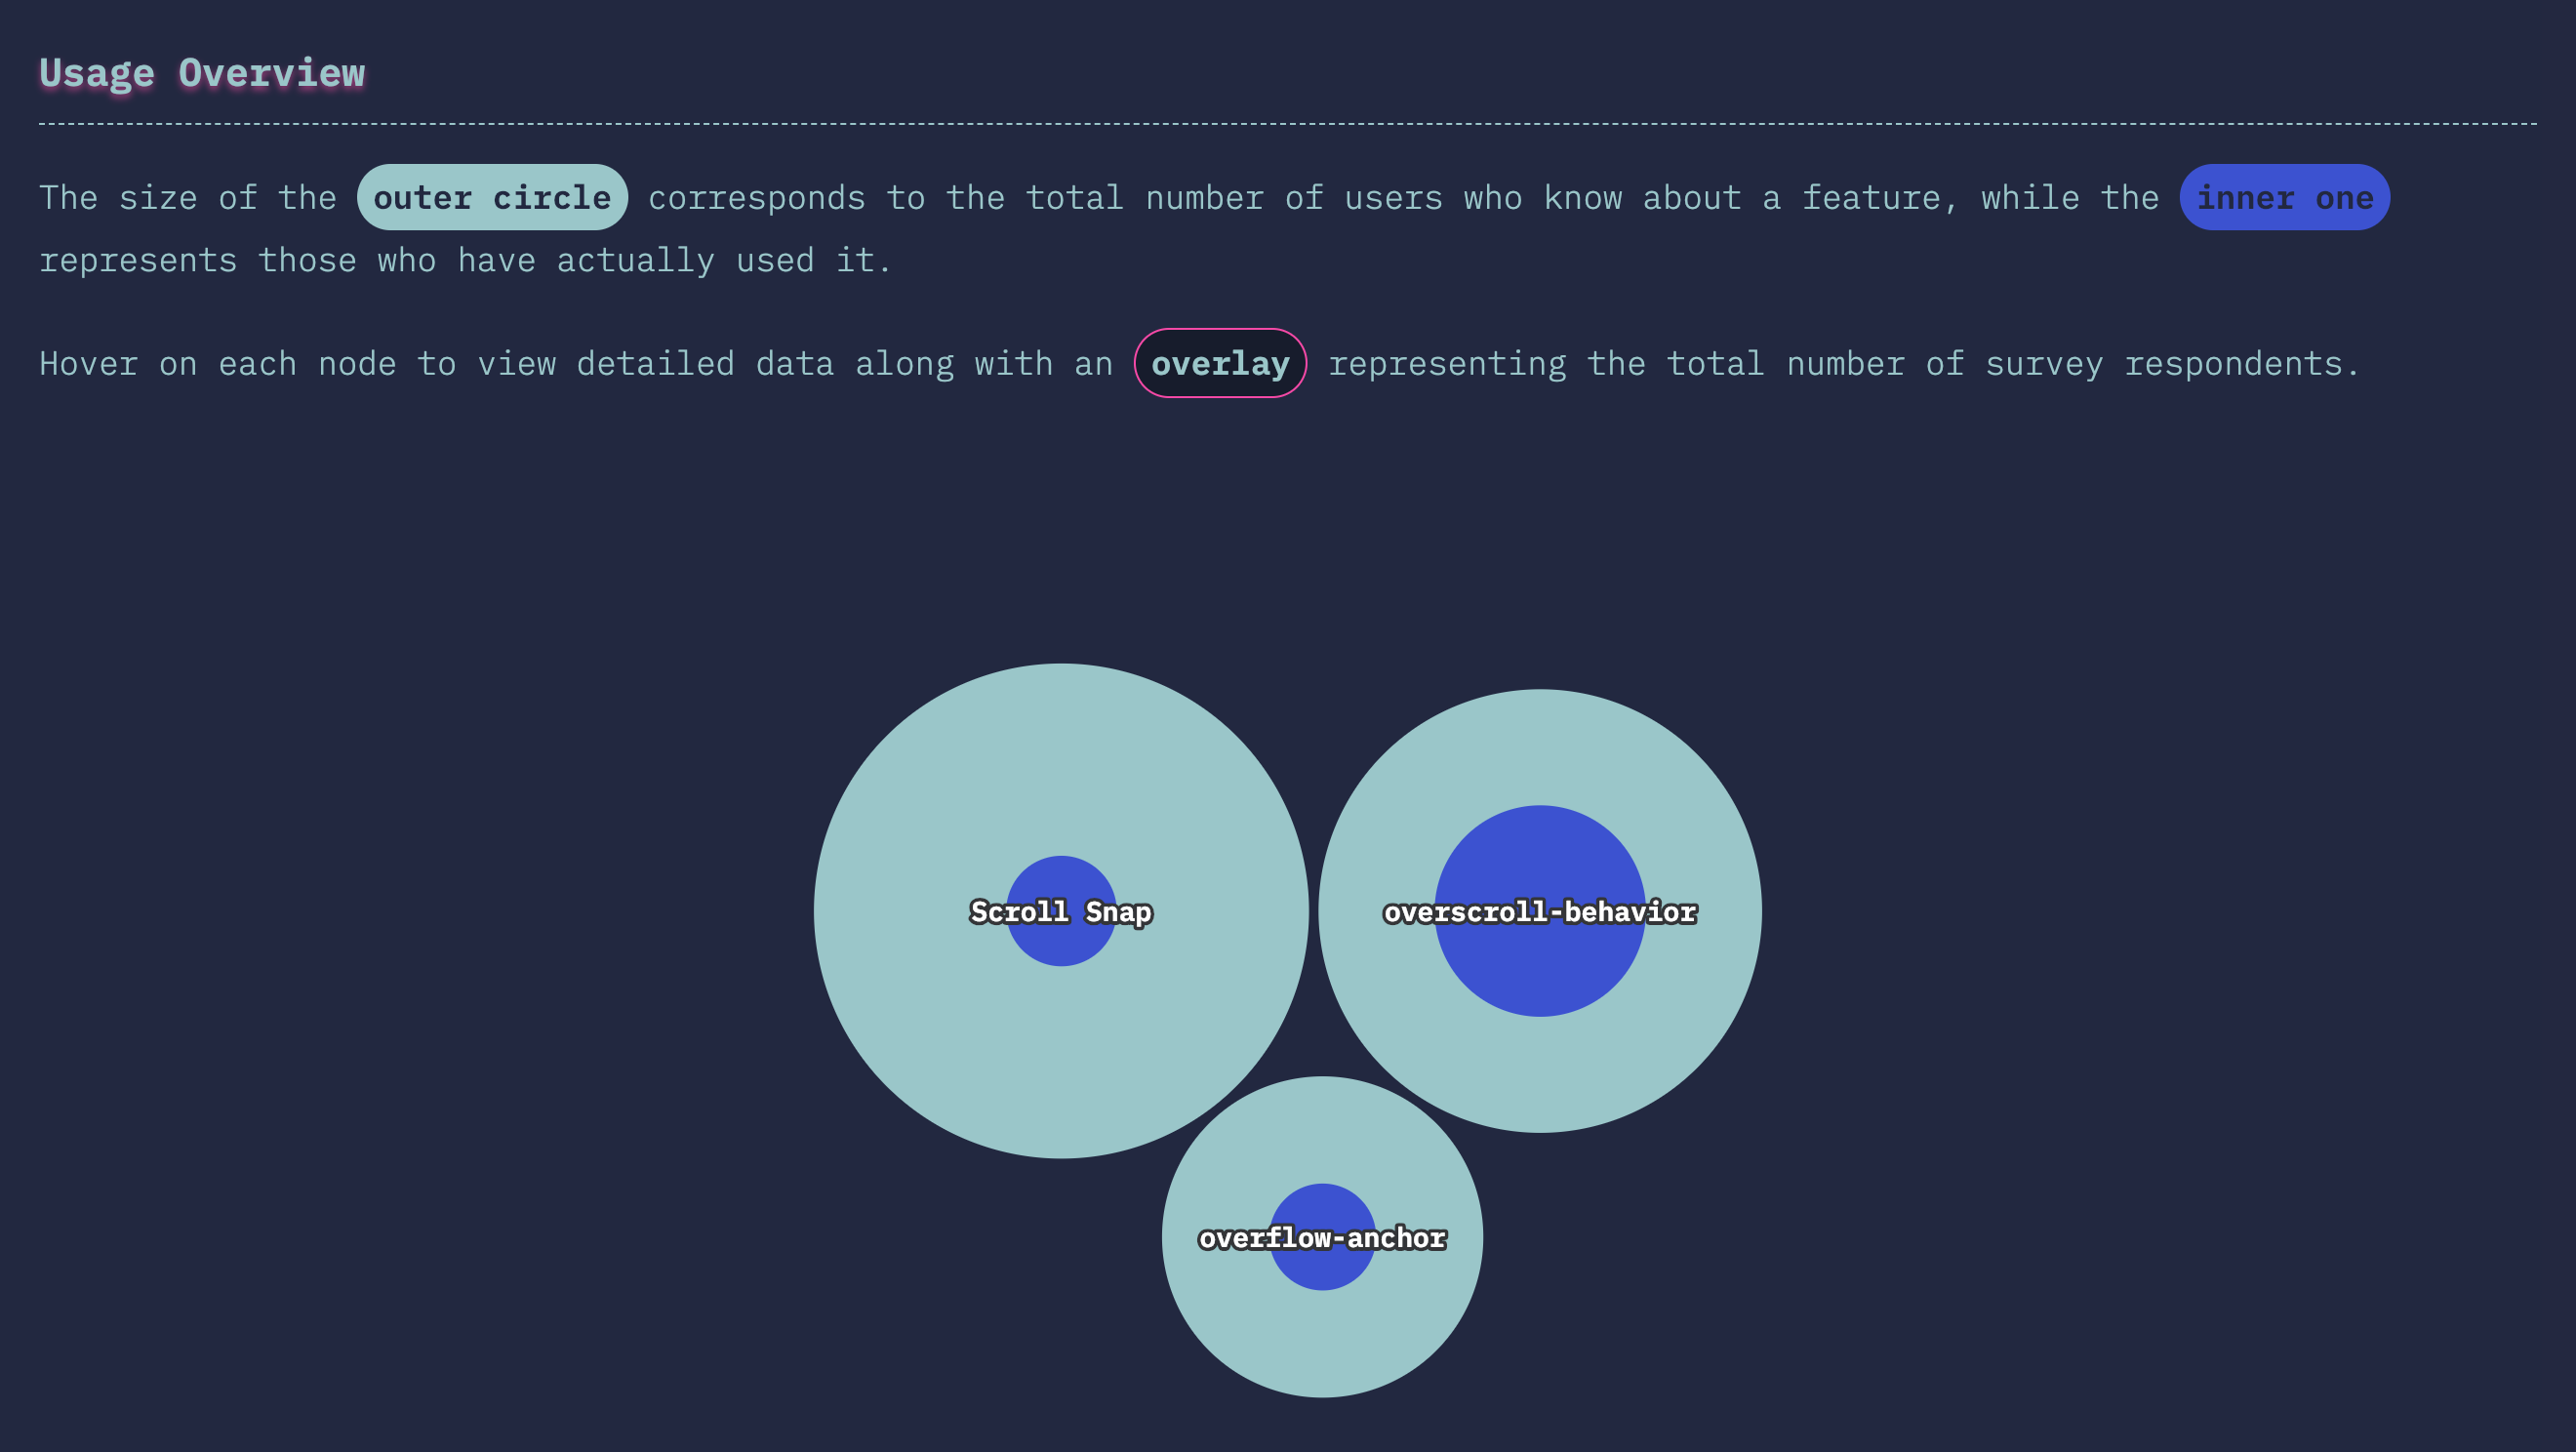 Usage Overview
The size of the outer circle corresponds to the total number of users who know about a feature, while the inner one
represents those who have actually used it.
Hover on each node to view detailed data along with an overlay representing the total number of survey respondents.
Scroll Snap
overscroll-behavior
overflow-anchor